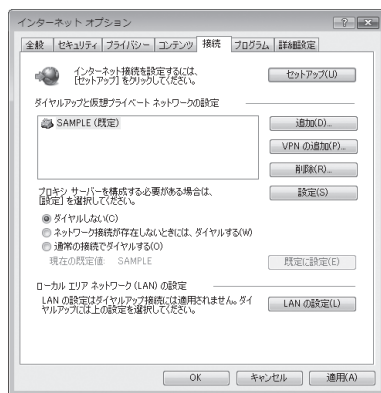 インターネット オプション
全般 セキュリティ プライバシー コンテンツ 接続 プログラム 詳細設定
インターネット接続を設定するには、
[セットアップ] をクリックしてください。
セットアップ(U)
ダイヤルアップと仮想プライベート ネットワークの設定
SAMPLE (既定)
追加(D)...
VPN の追加(P)...
削除(R)...
プロキシ サーバーを構成する必要がある場合は、
[設定] を選択してください。
設定(S)
ダイヤルしない(C)
ネットワーク接続が存在しないときには、ダイヤルする(W)
通常の接続でダイヤルする(O)
現在の既定値: SAMPLE
既定に設定(E)
ローカル エリア ネットワーク (LAN) の設定
LAN の設定はダイヤルアップ接続には適用されません。ダイ
ヤルアップには上の設定を選択してください。
LAN の設定(L)
OK キャンセル 適用(A)